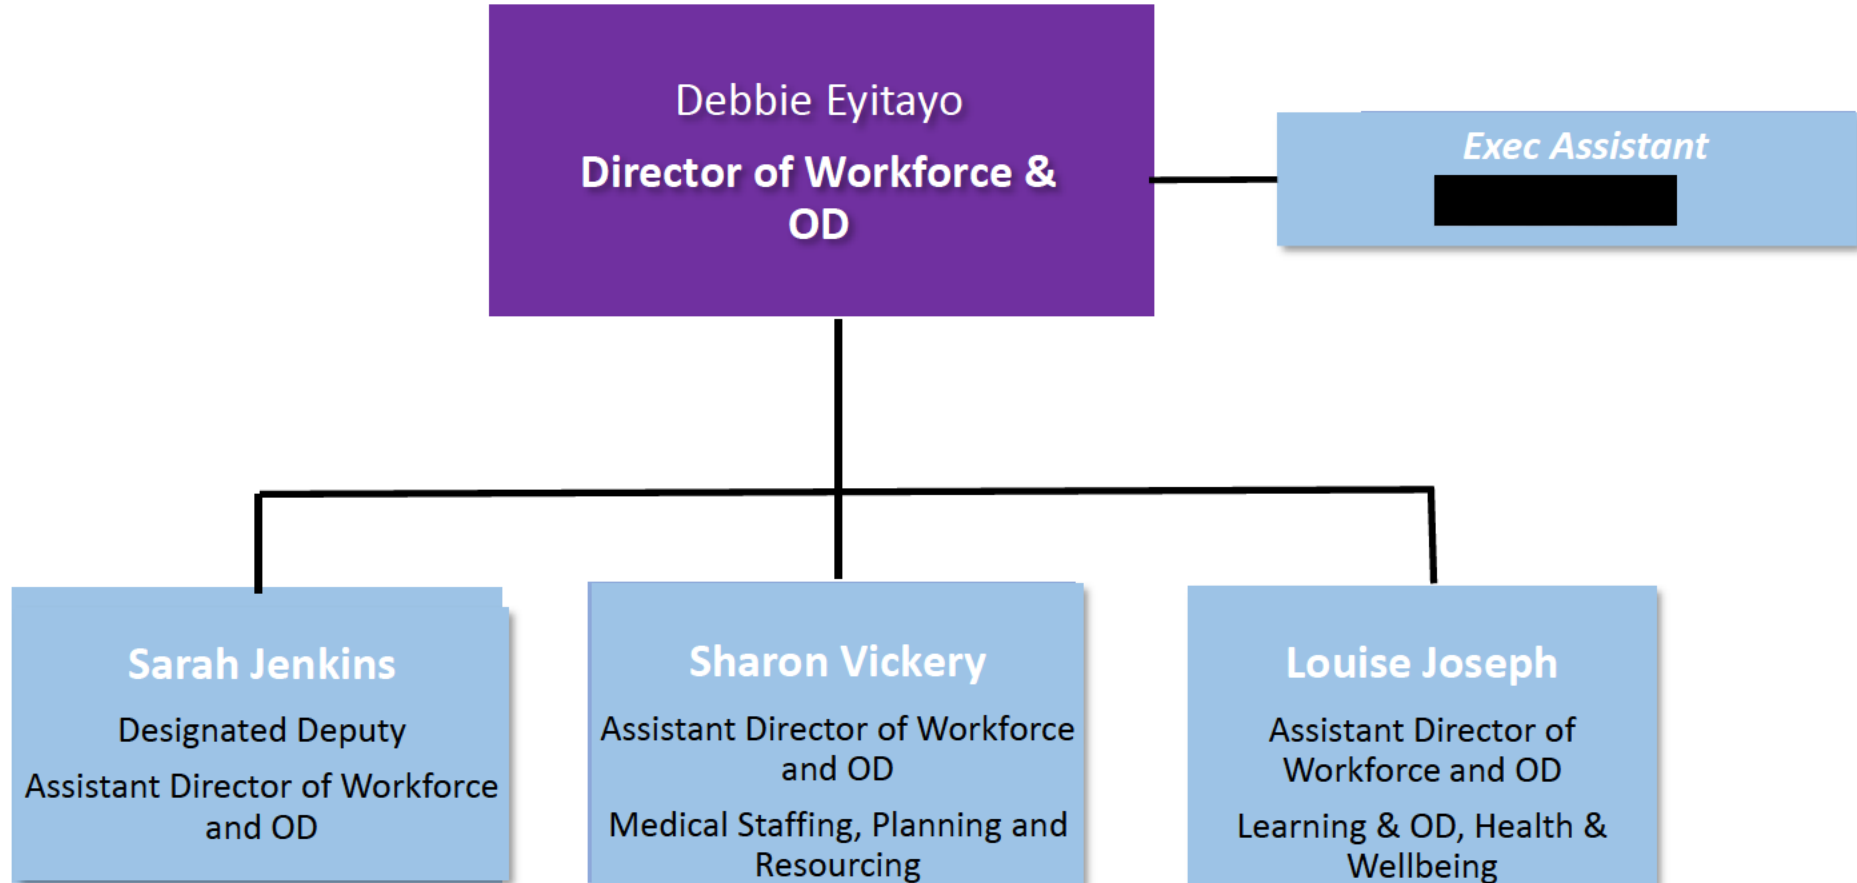 Debbie Eyitayo
Director of Workforce &
OD
Exec Assistant
Sarah Jenkins
Designated Deputy
Assistant Director of Workforce
and OD
Sharon Vickery
Assistant Director of Workforce
and OD
Medical Staffing, Planning and
Resourcing
Louise Joseph
Assistant Director of
Workforce and OD
Learning & OD, Health &
Wellbeing